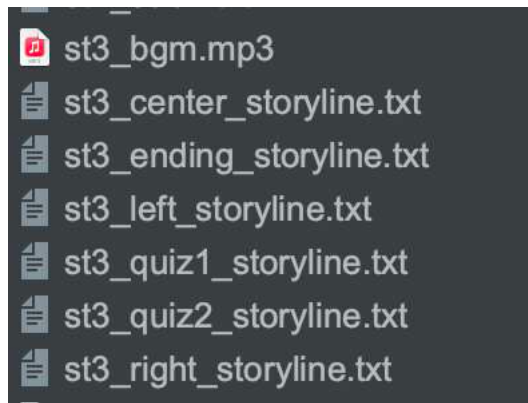 st3_bgm.mp3
st3_center_storyline.txt
st3_ending_storyline.txt
st3_left_storyline.txt
st3_quiz1_storyline.txt
st3_quiz2_storyline.txt
st3_right_storyline.txt